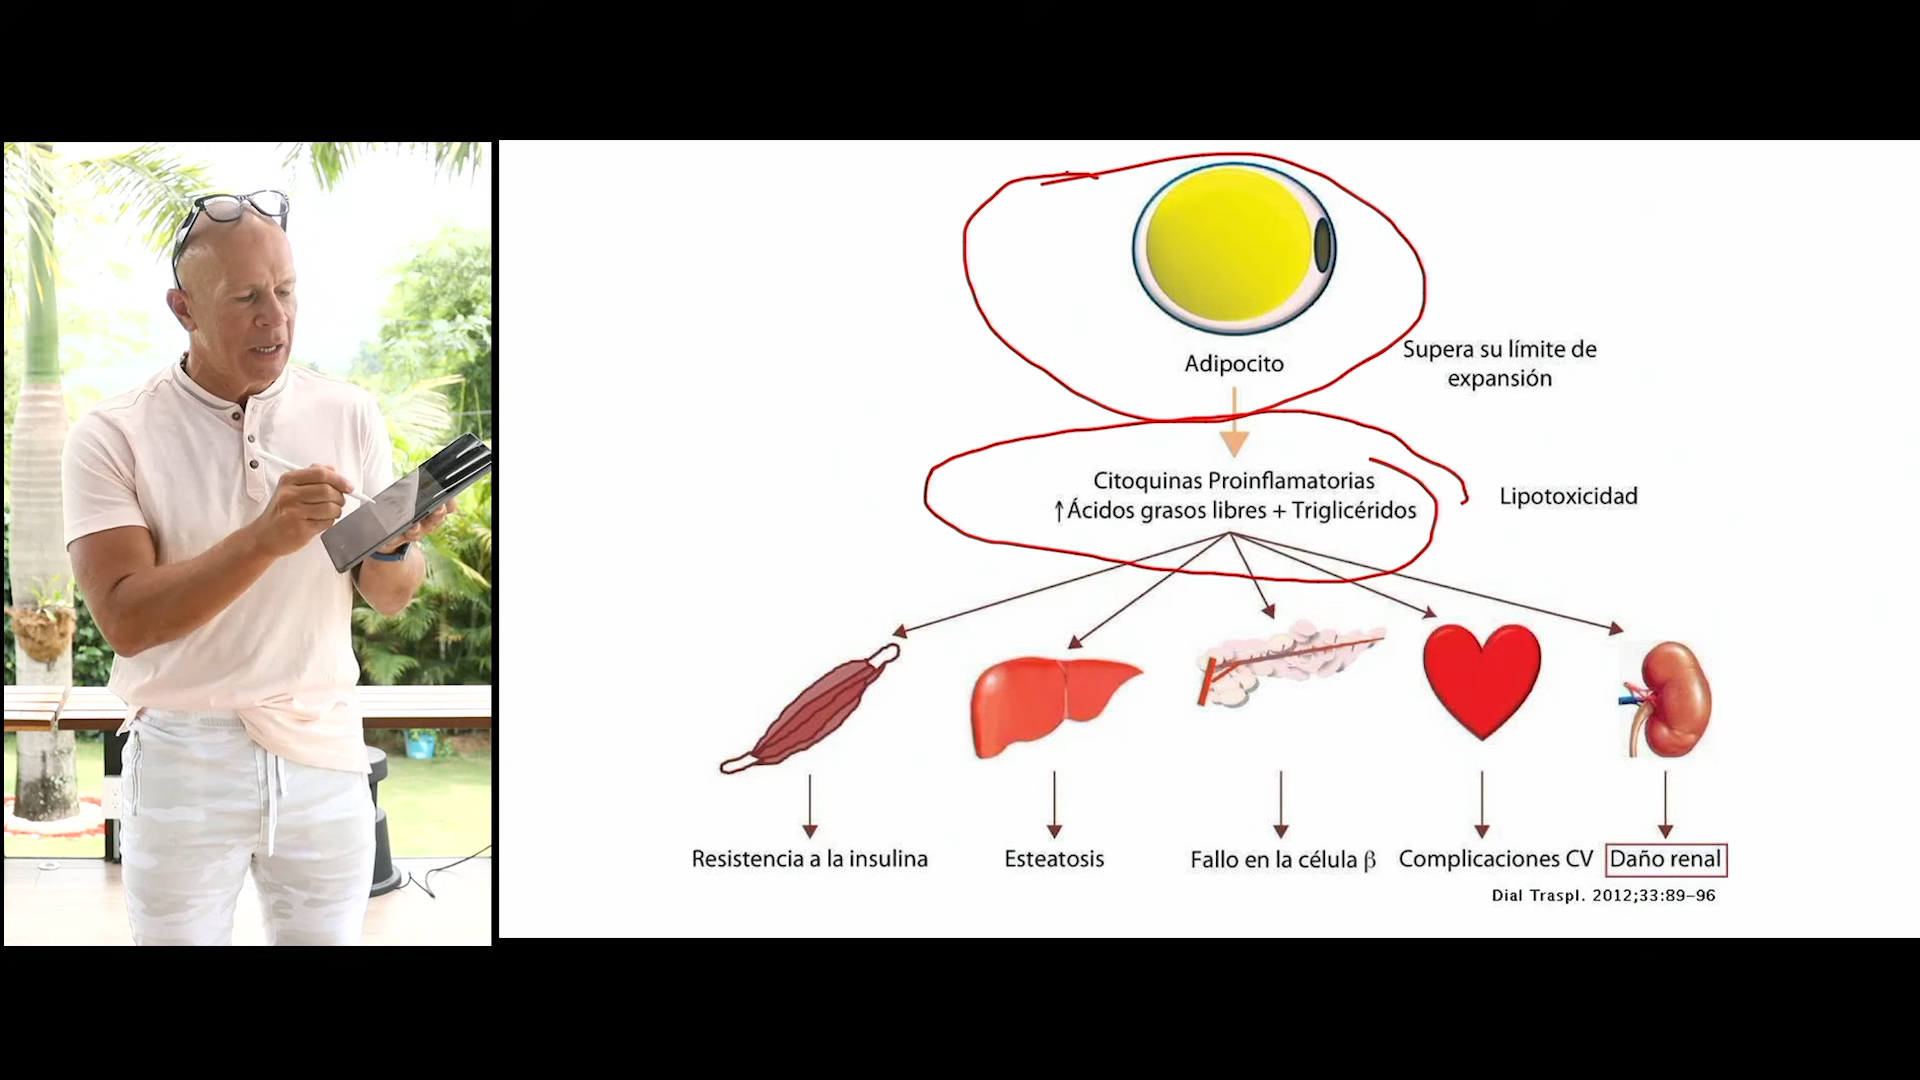 Adipocito
Supera su límite de
expansión
Citoquinas Proinflamatorias
↑Ácidos grasos libres + Triglicéridos
Lipotoxicidad
Resistencia a la insulina
Esteatosis
Fallo en la célula β
Complicaciones CV
Daño renal
Dial Traspl. 2012;33:89-96